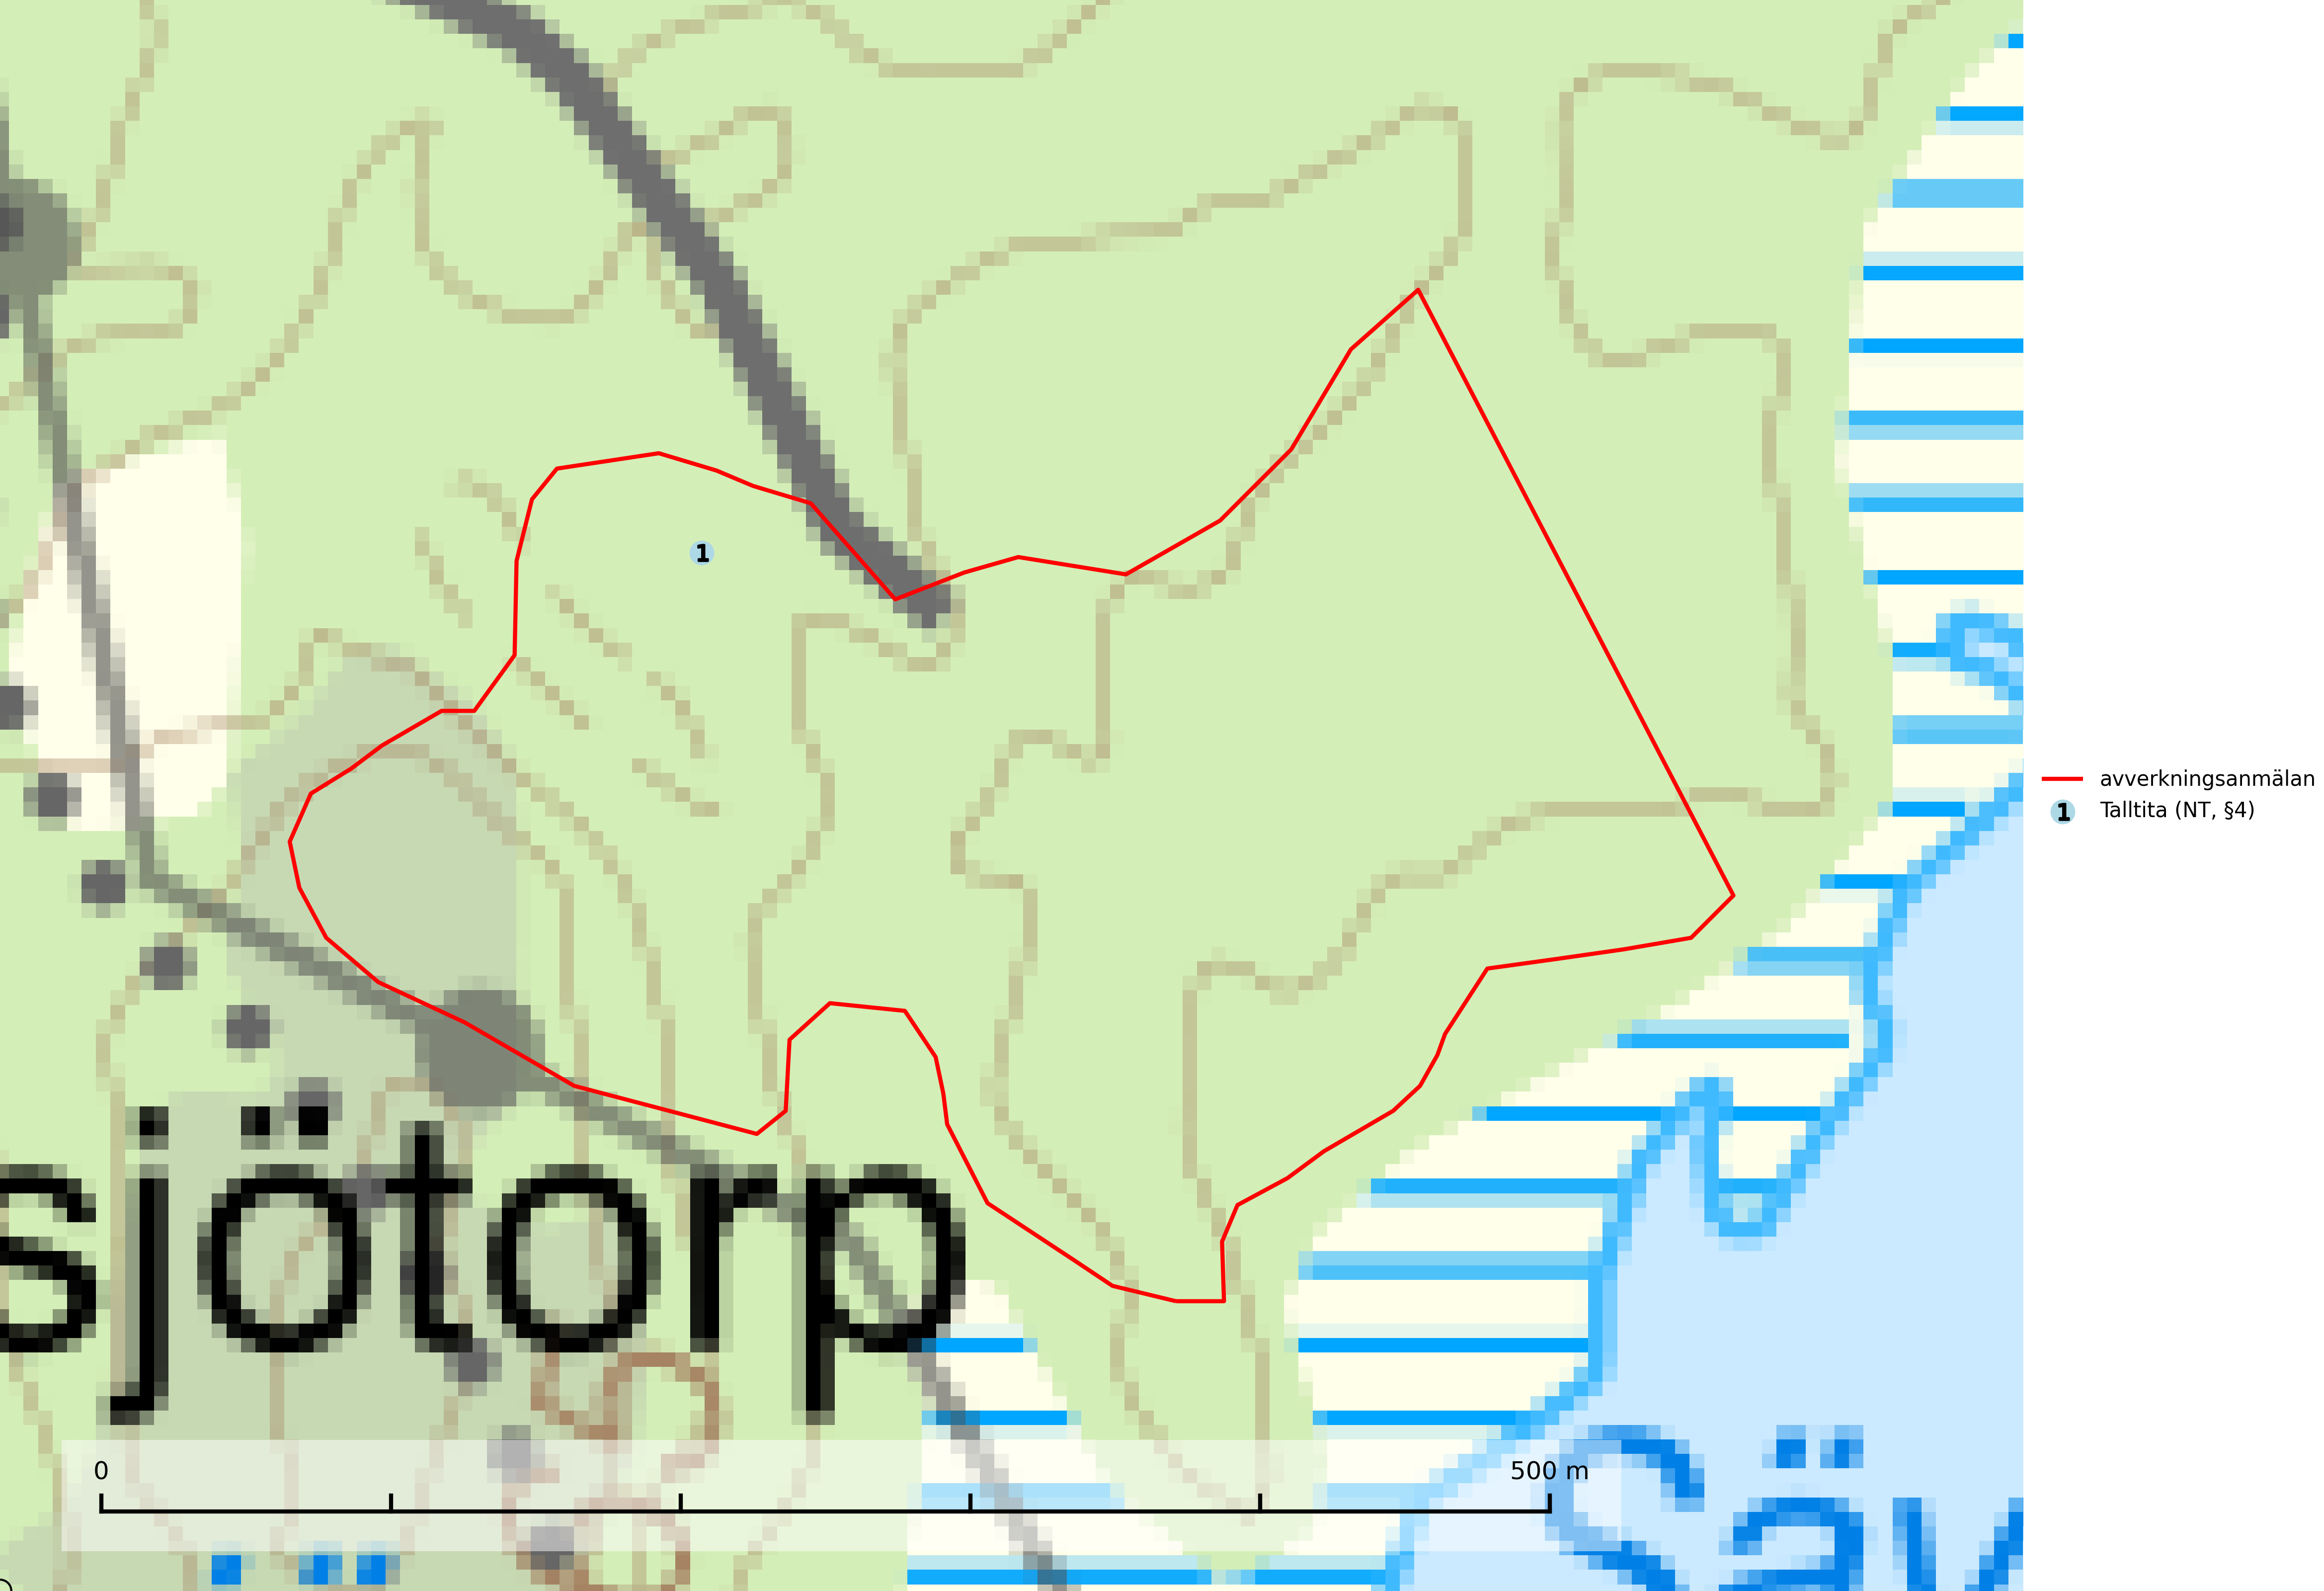 1
avverkningsanmälan
1 Talltita (NT, §4)
sjötorp
0 500 m